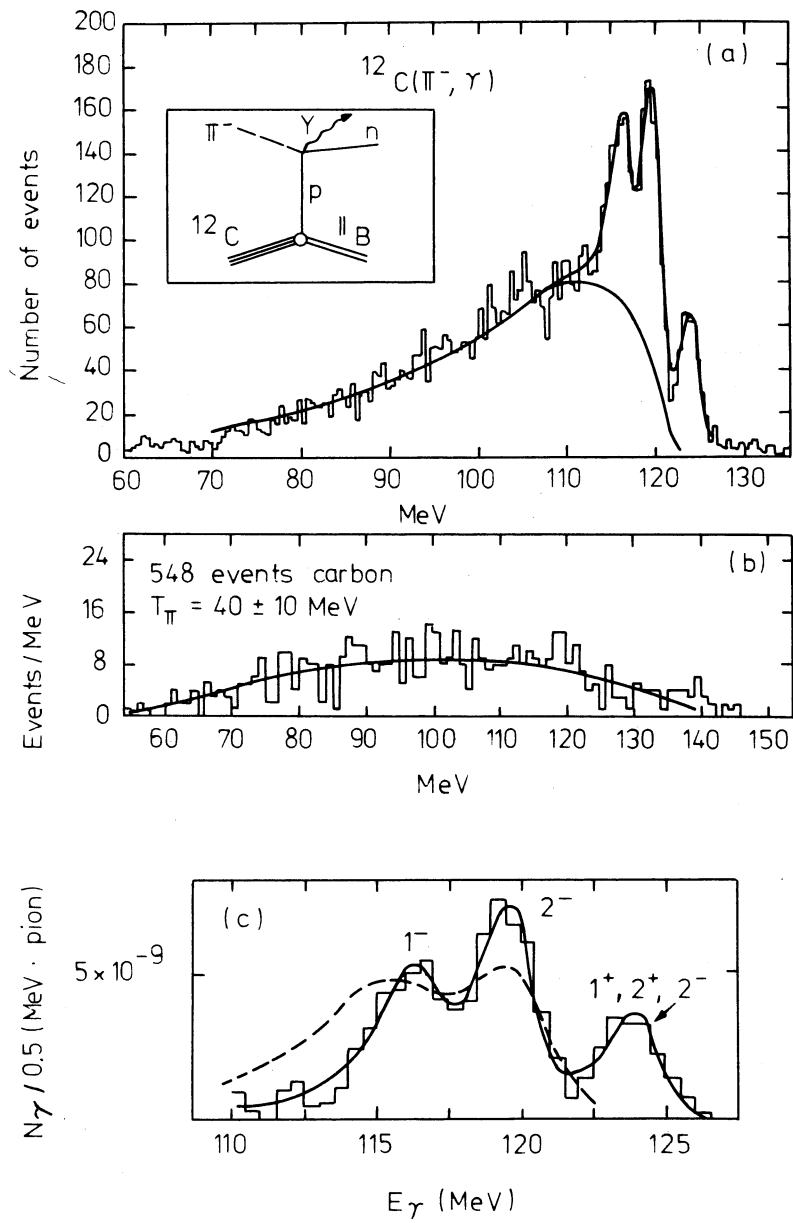 200
180
160
140
120
100
80
60
40
20
0
Number of events
¹²C(π⁻, γ)
(a)
π⁻
γ
n
p
¹²C
¹¹B
60 70 80 90 100 110 120 130
MeV
24
16
8
0
Events/MeV
548 events carbon
T_π = 40 ± 10 MeV
(b)
60 70 80 90 100 110 120 130 140 150
MeV
N_γ / 0.5 (MeV · pion)
5 × 10⁻⁹
(c)
1⁻
2⁻
1⁺, 2⁺, 2⁻
110 115 120 125
E_γ (MeV)